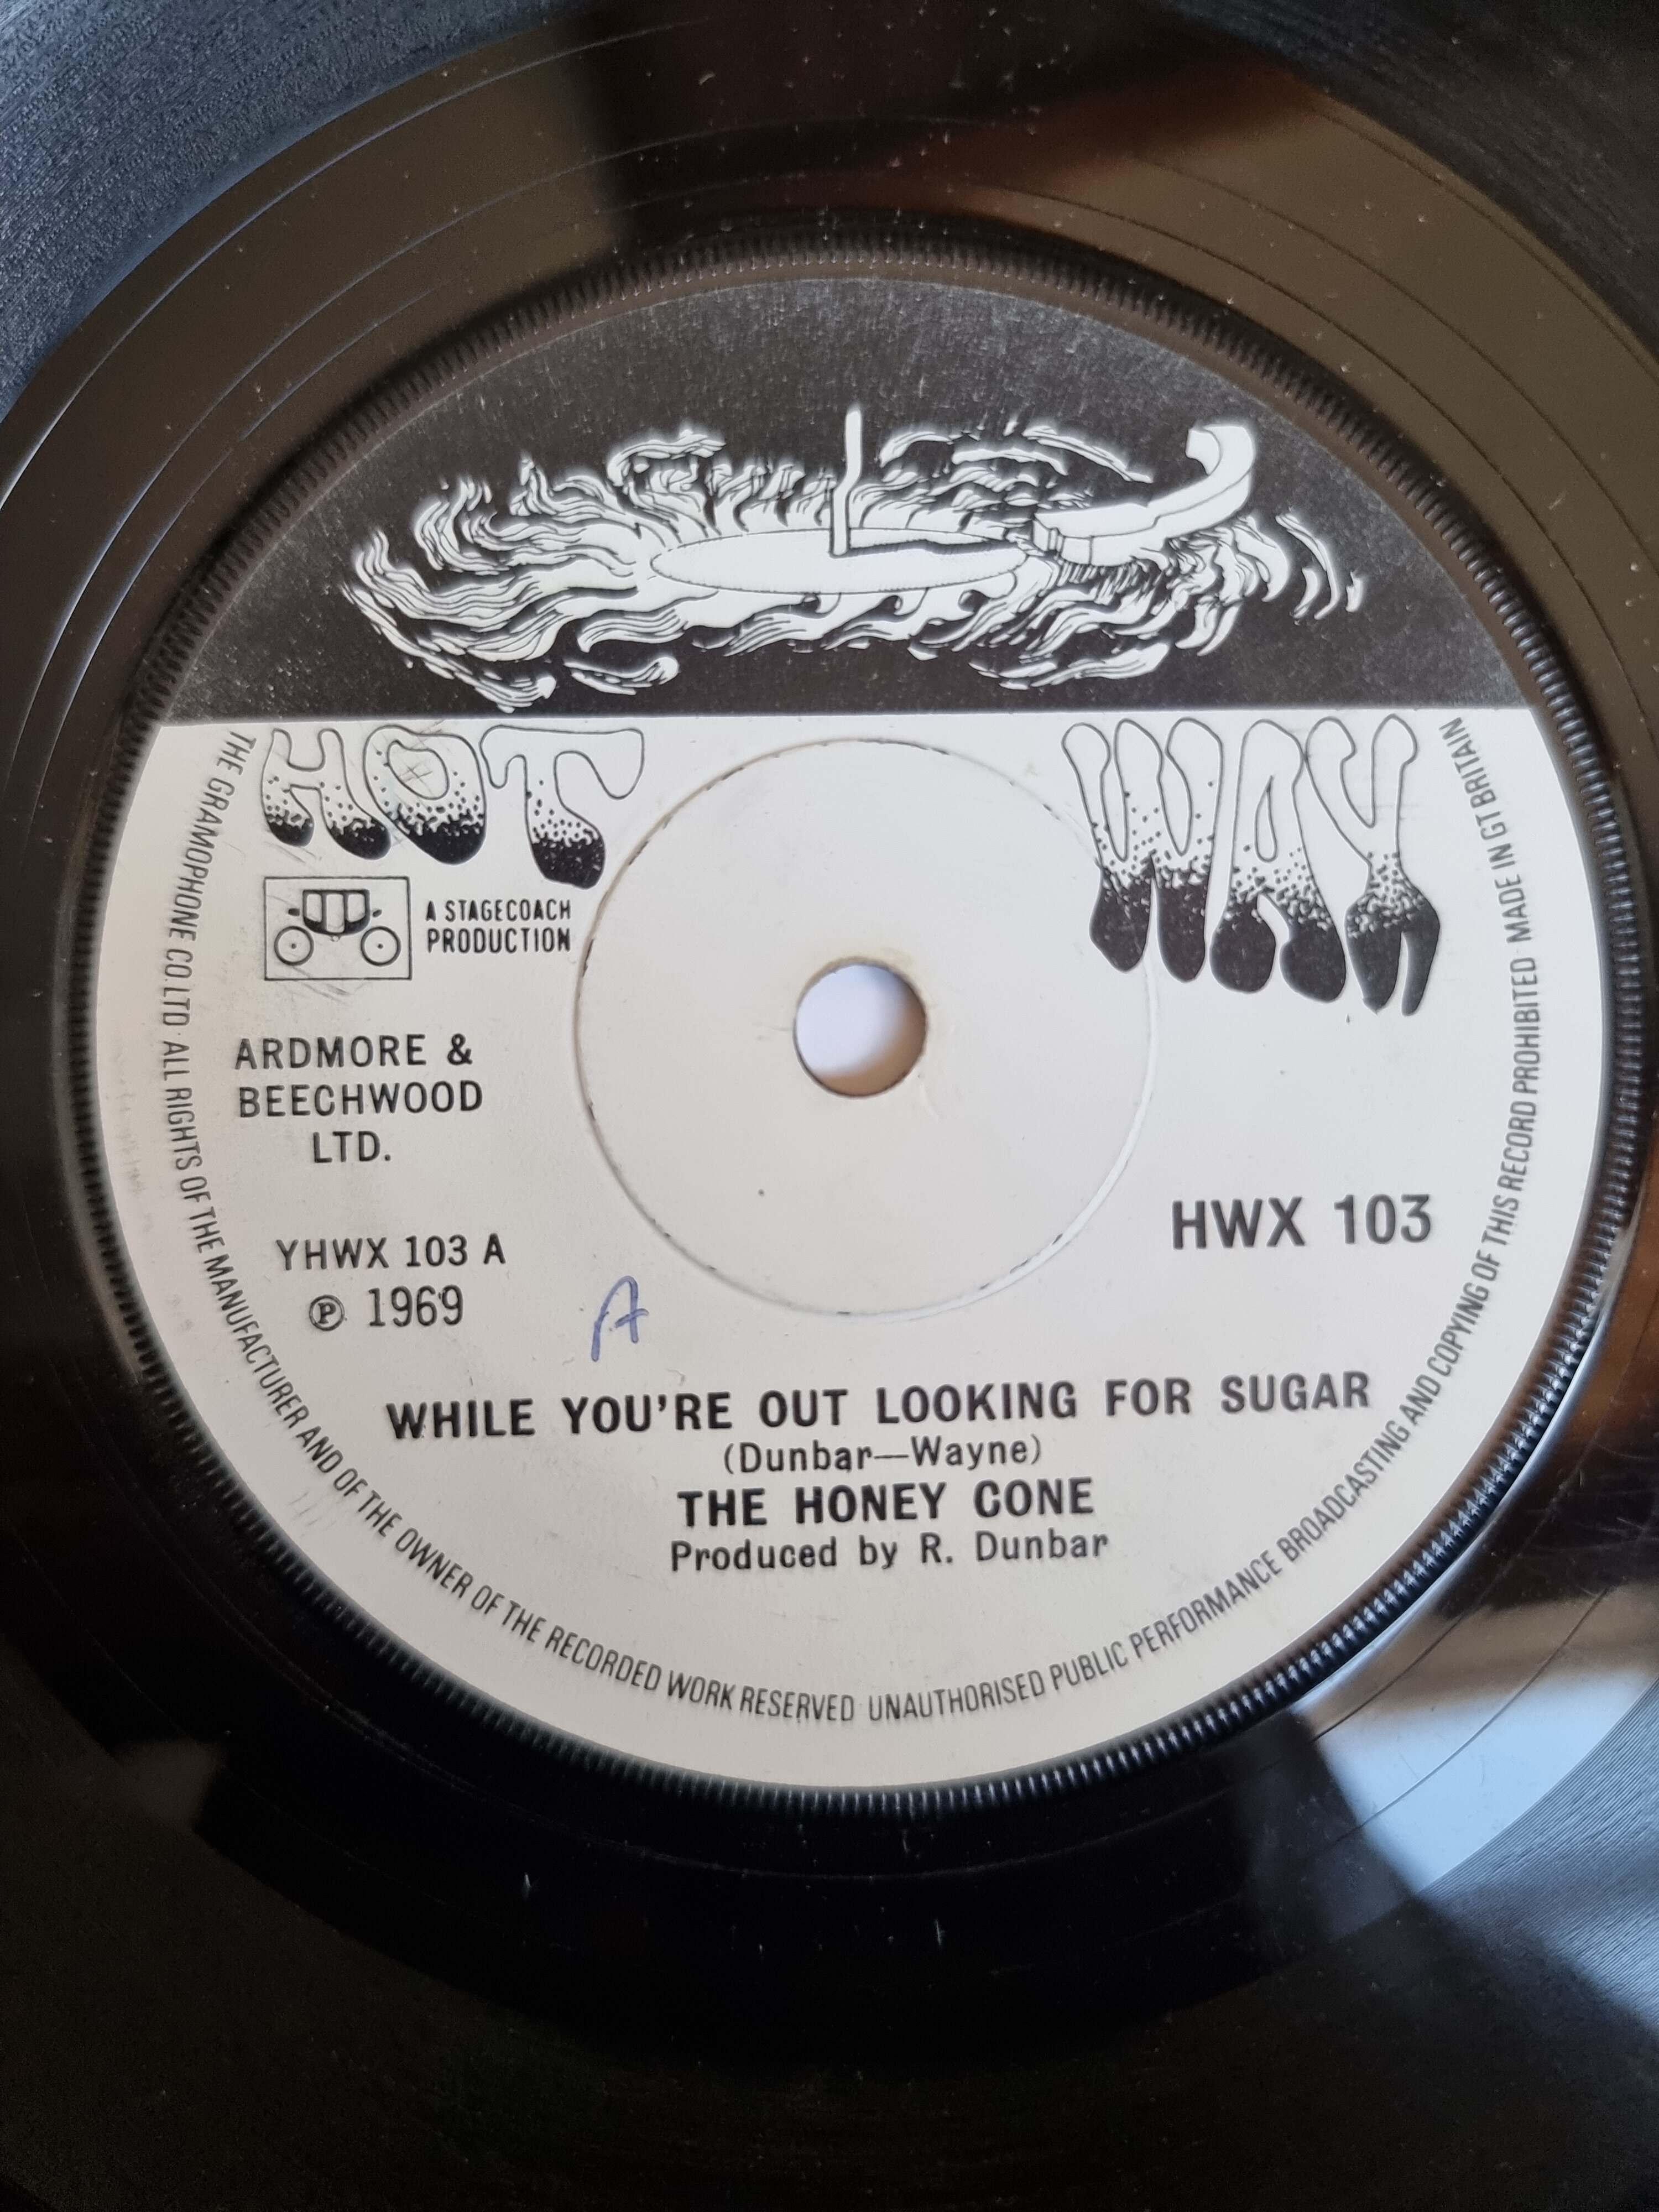 HOT WAX
A STAGECOACH
PRODUCTION
ARDMORE &
BEECHWOOD
LTD.
HWX 103
YHWX 103 A
Ⓟ 1969
A
WHILE YOU'RE OUT LOOKING FOR SUGAR
(Dunbar—Wayne)
THE HONEY CONE
Produced by R. Dunbar
THE GRAMOPHONE CO. LTD · ALL RIGHTS OF THE MANUFACTURER AND OF THE OWNER OF THE RECORDED WORK RESERVED · UNAUTHORISED PUBLIC PERFORMANCE BROADCASTING AND COPYING OF THIS RECORD PROHIBITED · MADE IN GT BRITAIN